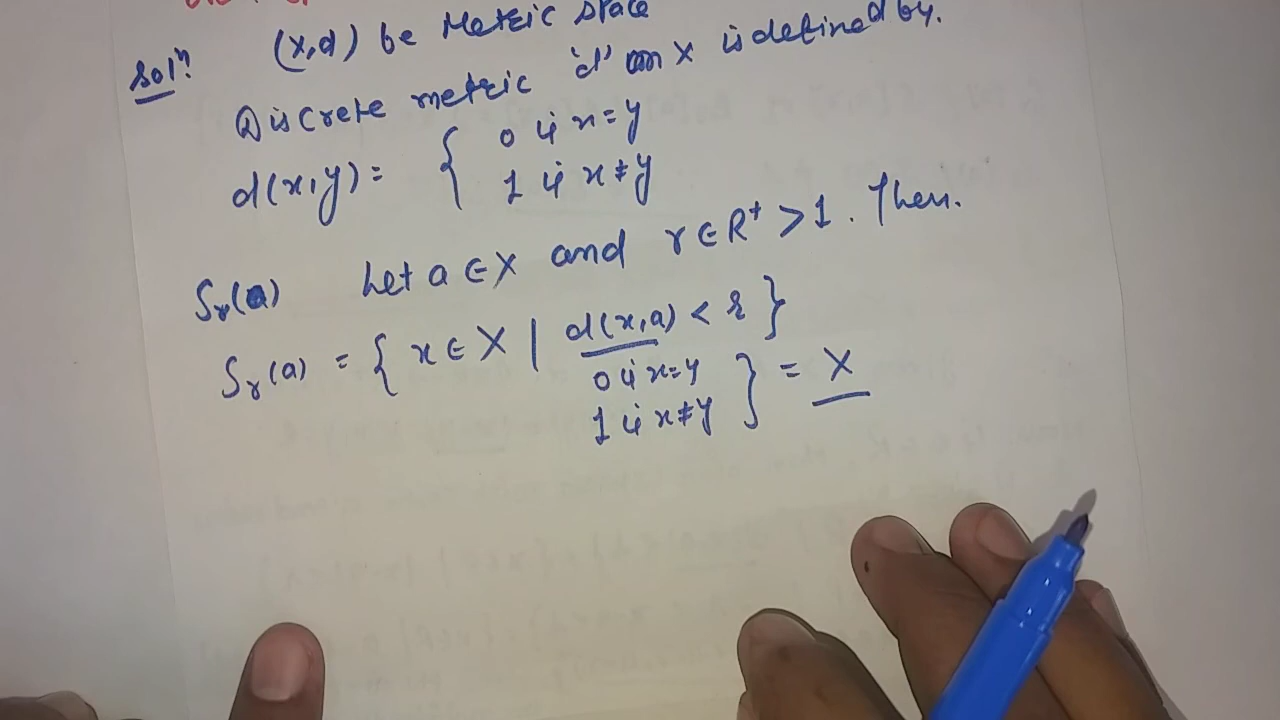 Solⁿ. (X,d) be Metric space
Discrete metric 'd' on X is defined by.
d(x,y) = { 0 if x=y
1 if x≠y
Sᵣ(a) Let a ∈ X and r ∈ R⁺ > 1. Then.
Sᵣ(a) = { x ∈ X | d(x,a) < r }
0 if x=y
1 if x≠y } = X